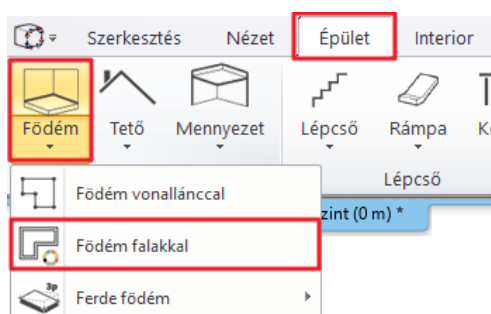 Szerkesztés Nézet Épület Interior
Födém Tető Mennyezet Lépcső Rámpa
Lépcső
Födém vonallánccal
zint (0 m) *
Födém falakkal
3p
Ferde födém